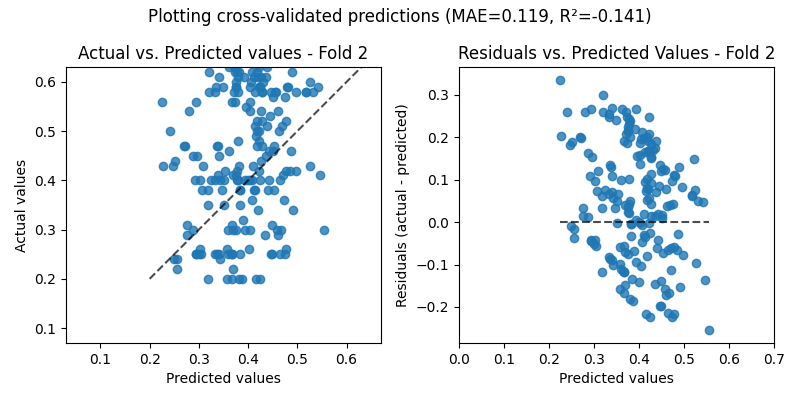 Plotting cross-validated predictions (MAE=0.119, R²=-0.141)
Actual vs. Predicted values - Fold 2
Actual values
0.6
0.5
0.4
0.3
0.2
0.1
0.1 0.2 0.3 0.4 0.5 0.6
Predicted values
Residuals vs. Predicted Values - Fold 2
Residuals (actual - predicted)
0.3
0.2
0.1
0.0
−0.1
−0.2
0.0 0.1 0.2 0.3 0.4 0.5 0.6 0.7
Predicted values